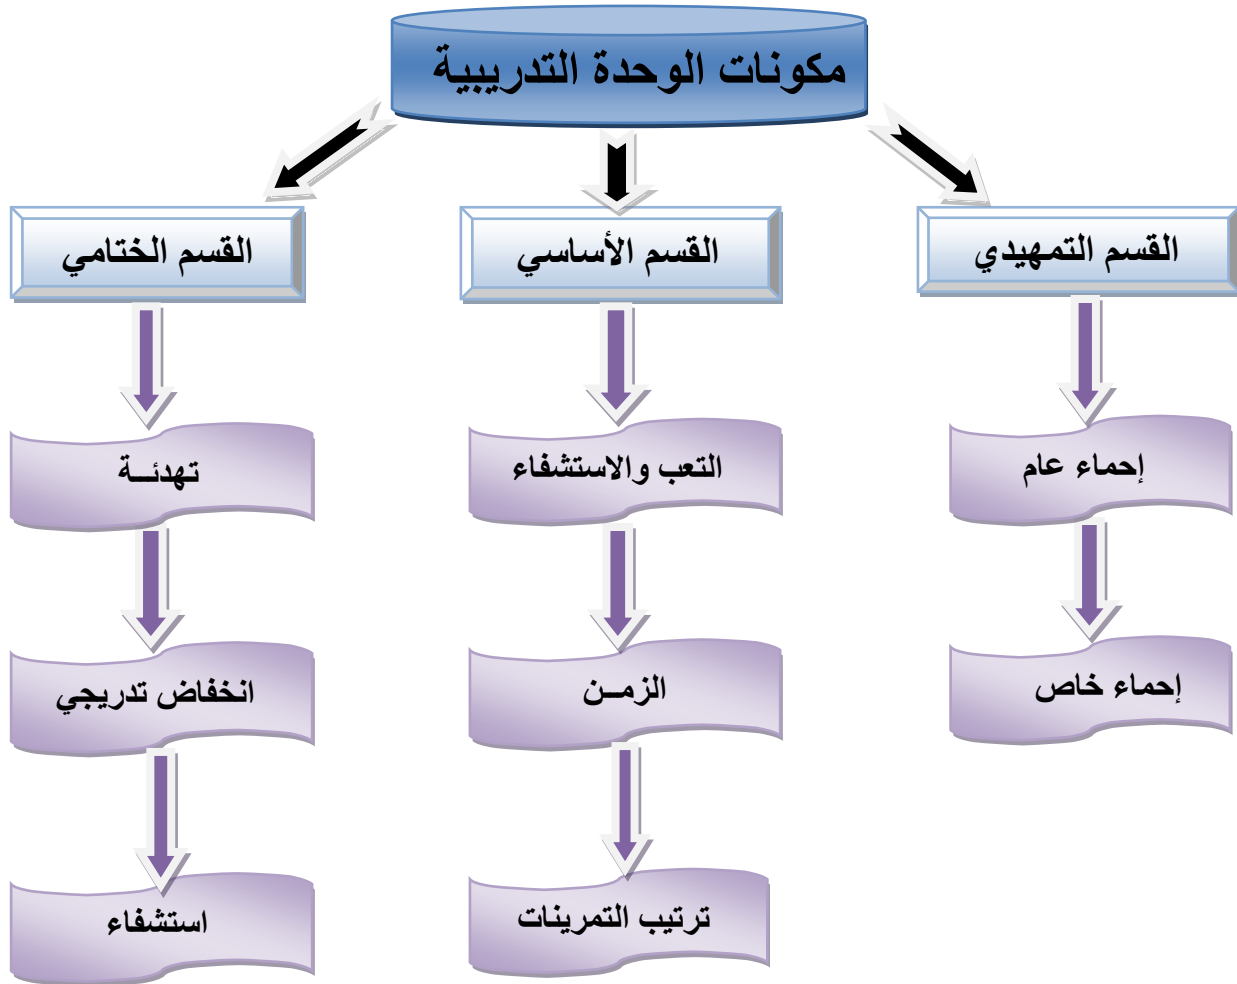 مكونات الوحدة التدريبية
القسم التمهيدي
القسم الأساسي
القسم الختامي
إحماء عام
التعب والاستشفاء
تهدئــة
إحماء خاص
الزمــن
انخفاض تدريجي
ترتيب التمرينات
استشفاء